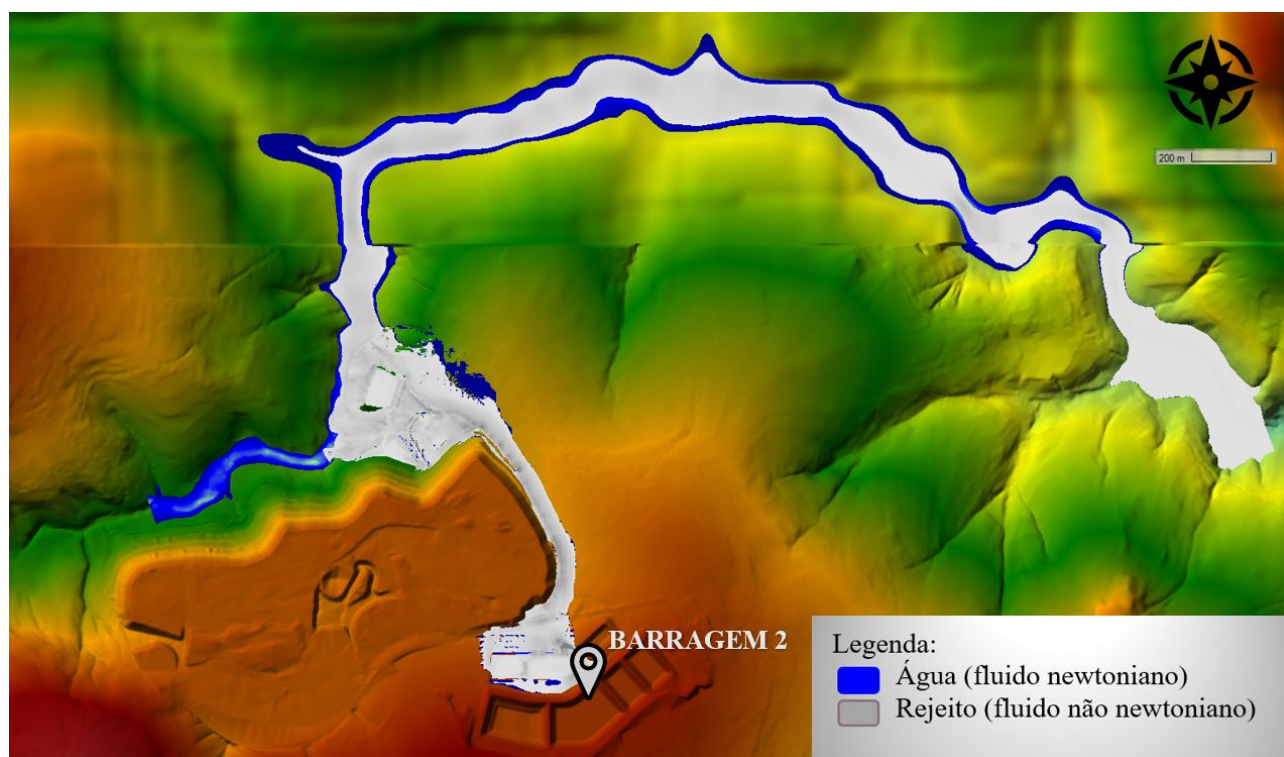 200 m
BARRAGEM 2
Legenda:
Água (fluido newtoniano)
Rejeito (fluido não newtoniano)